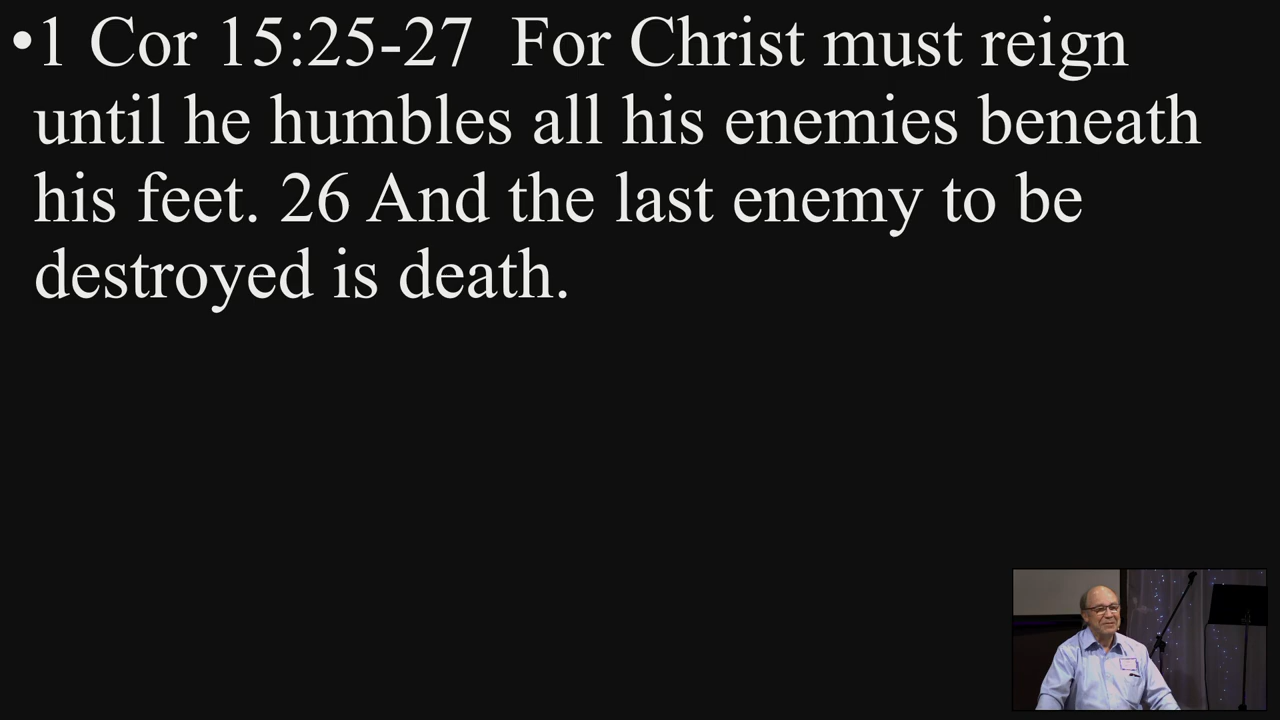 •1 Cor 15:25-27  For Christ must reign
until he humbles all his enemies beneath
his feet. 26 And the last enemy to be
destroyed is death.